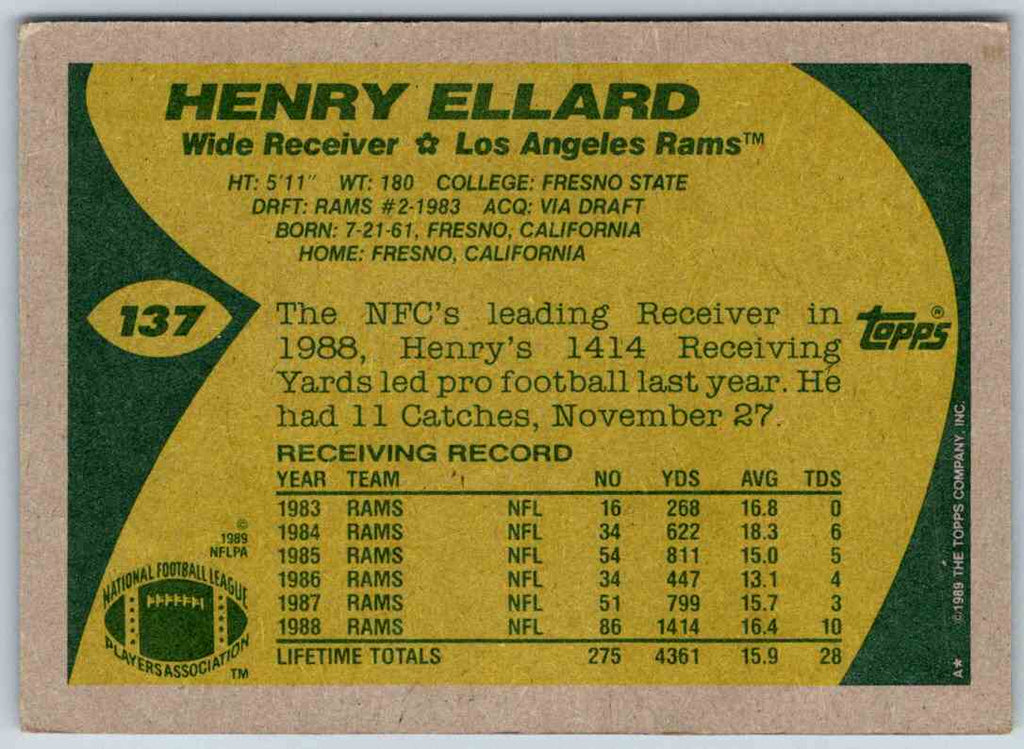 HENRY ELLARD
Wide Receiver ✿ Los Angeles Rams™
HT: 5'11" WT: 180 COLLEGE: FRESNO STATE
DRFT: RAMS #2-1983 ACQ: VIA DRAFT
BORN: 7-21-61, FRESNO, CALIFORNIA
HOME: FRESNO, CALIFORNIA
137
The NFC's leading Receiver in
1988, Henry's 1414 Receiving
Yards led pro football last year. He
had 11 Catches, November 27.
topps®
RECEIVING RECORD
YEAR TEAM NO YDS AVG TDS
1983 RAMS NFL 16 268 16.8 0
1984 RAMS NFL 34 622 18.3 6
1985 RAMS NFL 54 811 15.0 5
1986 RAMS NFL 34 447 13.1 4
1987 RAMS NFL 51 799 15.7 3
1988 RAMS NFL 86 1414 16.4 10
LIFETIME TOTALS 275 4361 15.9 28
©
1989
NFLPA
NATIONAL FOOTBALL LEAGUE
PLAYERS ASSOCIATION
TM
©1989 THE TOPPS COMPANY, INC.
A★